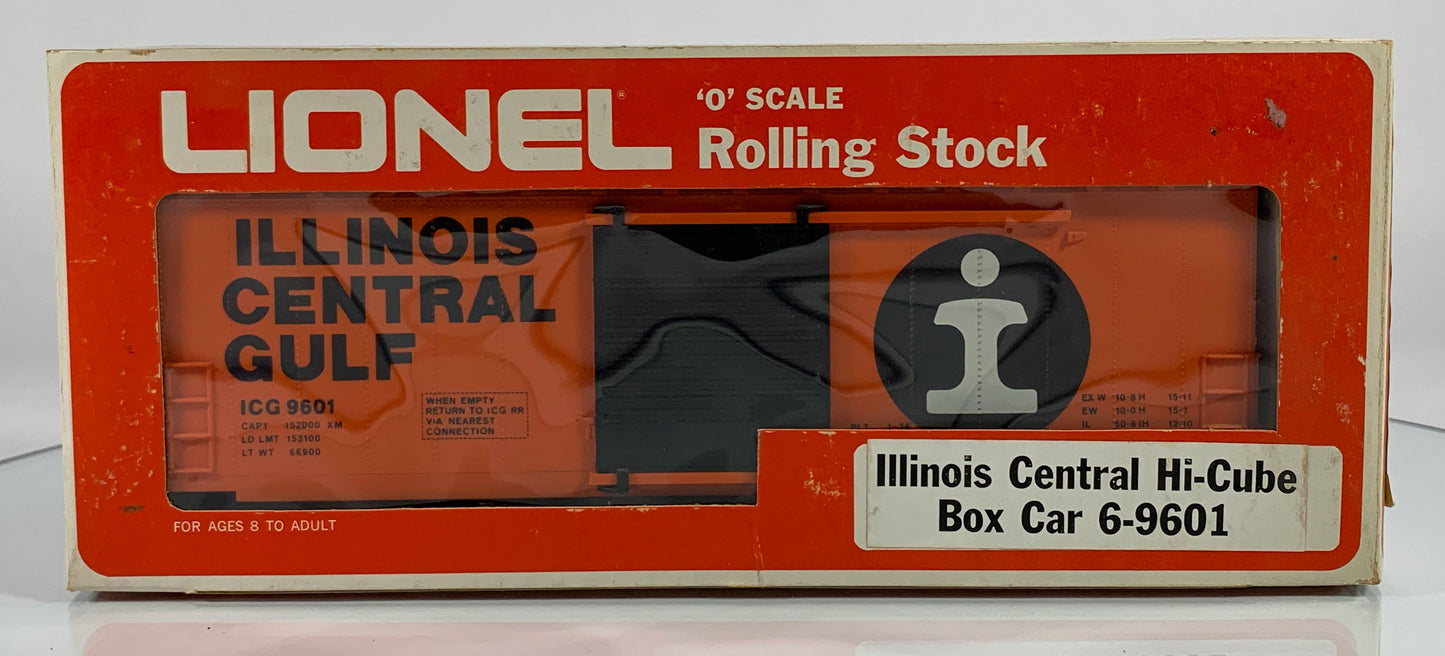 LIONEL®
'O' SCALE
Rolling Stock
ILLINOIS
CENTRAL
GULF
ICG 9601
CAPY 152000 XM
LD LMT 153100
LT WT 66900
WHEN EMPTY
RETURN TO ICG RR
VIA NEAREST
CONNECTION
i
EX W 10-8 H 15-11
EW 10-0 H 15-7
IL 50-6 IH 12-10
FOR AGES 8 TO ADULT
Illinois Central Hi-Cube
Box Car 6-9601